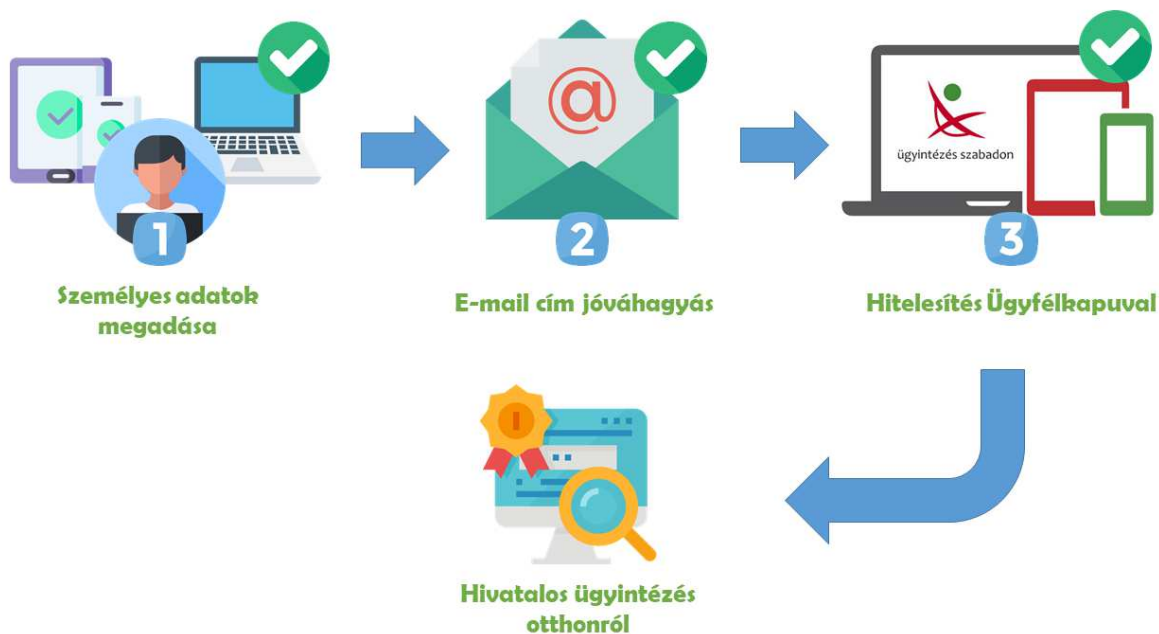 @
ügyintézés szabadon
1
2
3
Személyes adatok
megadása
E-mail cím jóváhagyás
Hitelesítés Ügyfélkapuval
Hivatalos ügyintézés
otthonról